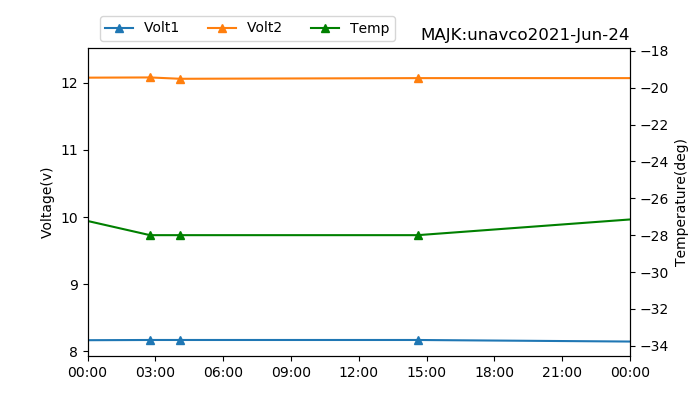 Volt1 Volt2 Temp
MAJK:unavco2021-Jun-24
12
11
10
9
8
Voltage(v)
−18
−20
−22
−24
−26
−28
−30
−32
−34
Temperature(deg)
00:00 03:00 06:00 09:00 12:00 15:00 18:00 21:00 00:00